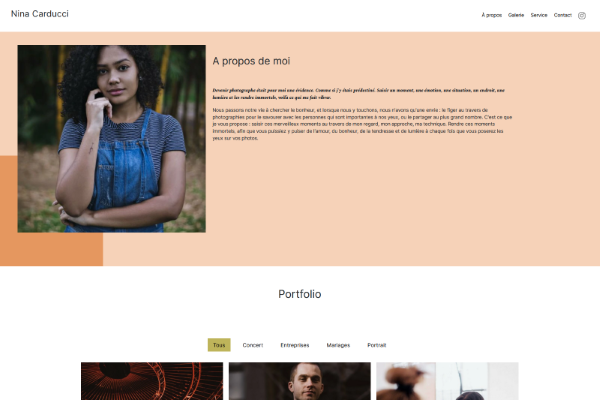 Nina Carducci
À propos
Galerie
Service
Contact
A propos de moi
Devenir photographe était pour moi une évidence. Comme si j'y étais prédestiné. Saisir un moment, une émotion, une situation, un endroit, une
lumière et les rendre immortels, voilà ce qui me fait vibrer.
Nous passons notre vie à chercher le bonheur, et lorsque nous y touchons, nous n'avons qu'une envie : le figer au travers de
photographies pour le savourer avec les personnes qui sont importantes à nos yeux, ou le partager au plus grand nombre. C'est ce que
je vous propose : saisir ces merveilleux moments au travers de mon regard, mon approche, ma technique. Rendre ces moments
immortels, afin que vous puissiez y puiser de l'amour, du bonheur, de la tendresse et de lumière à chaque fois que vous poserez les
yeux sur vos photos.
Portfolio
Tous
Concert
Entreprises
Mariages
Portrait